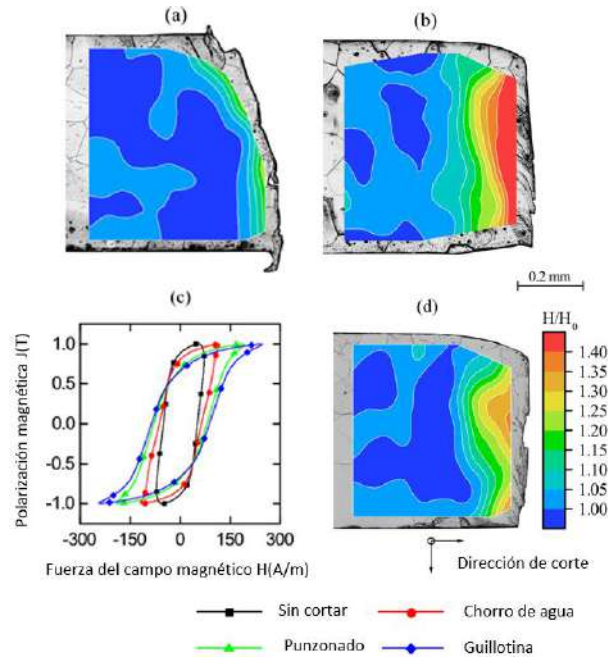 (a)
(b)
0.2 mm
(c)
(d)
Polarización magnética J(T)
1.0
0.5
0.0
-0.5
-1.0
-300 -150 0 150 300
Fuerza del campo magnético H(A/m)
H/H₀
1.40
1.35
1.30
1.25
1.20
1.15
1.10
1.05
1.00
Dirección de corte
Sin cortar
Chorro de agua
Punzonado
Guillotina